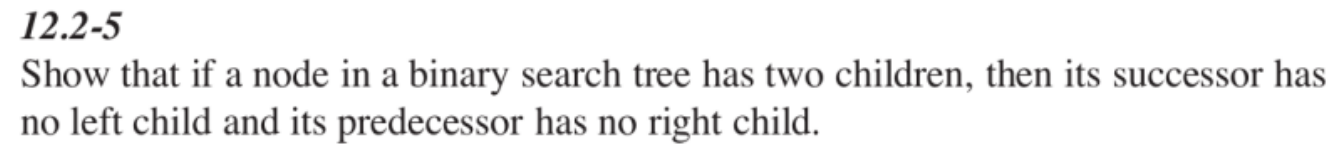 12.2-5
Show that if a node in a binary search tree has two children, then its successor has
no left child and its predecessor has no right child.